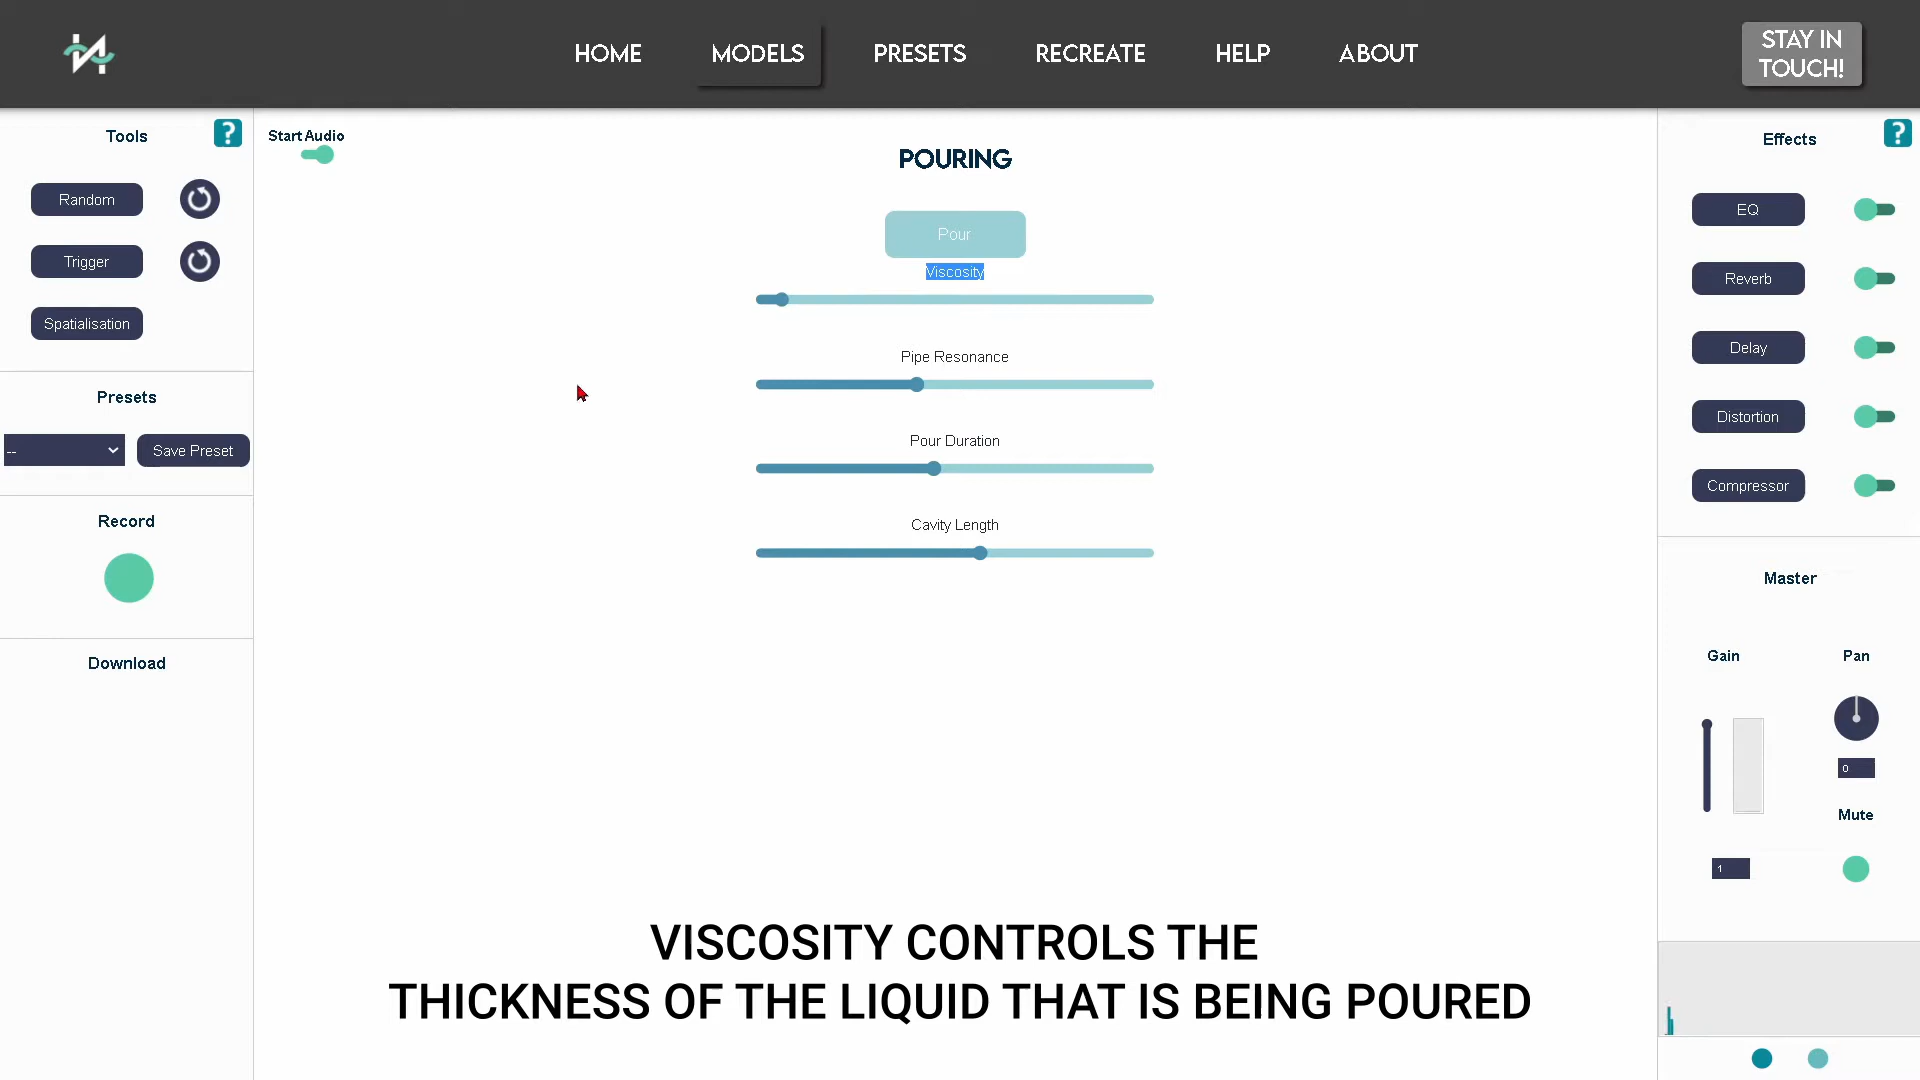 HOME
MODELS
PRESETS
RECREATE
HELP
ABOUT
STAY IN
TOUCH!
Tools
?
Random
Trigger
Spatialisation
Presets
--
Save Preset
Record
Download
Start Audio
POURING
Pour
Viscosity
Pipe Resonance
Pour Duration
Cavity Length
VISCOSITY CONTROLS THE
THICKNESS OF THE LIQUID THAT IS BEING POURED
Effects
?
EQ
Reverb
Delay
Distortion
Compressor
Master
Gain
Pan
0
Mute
1